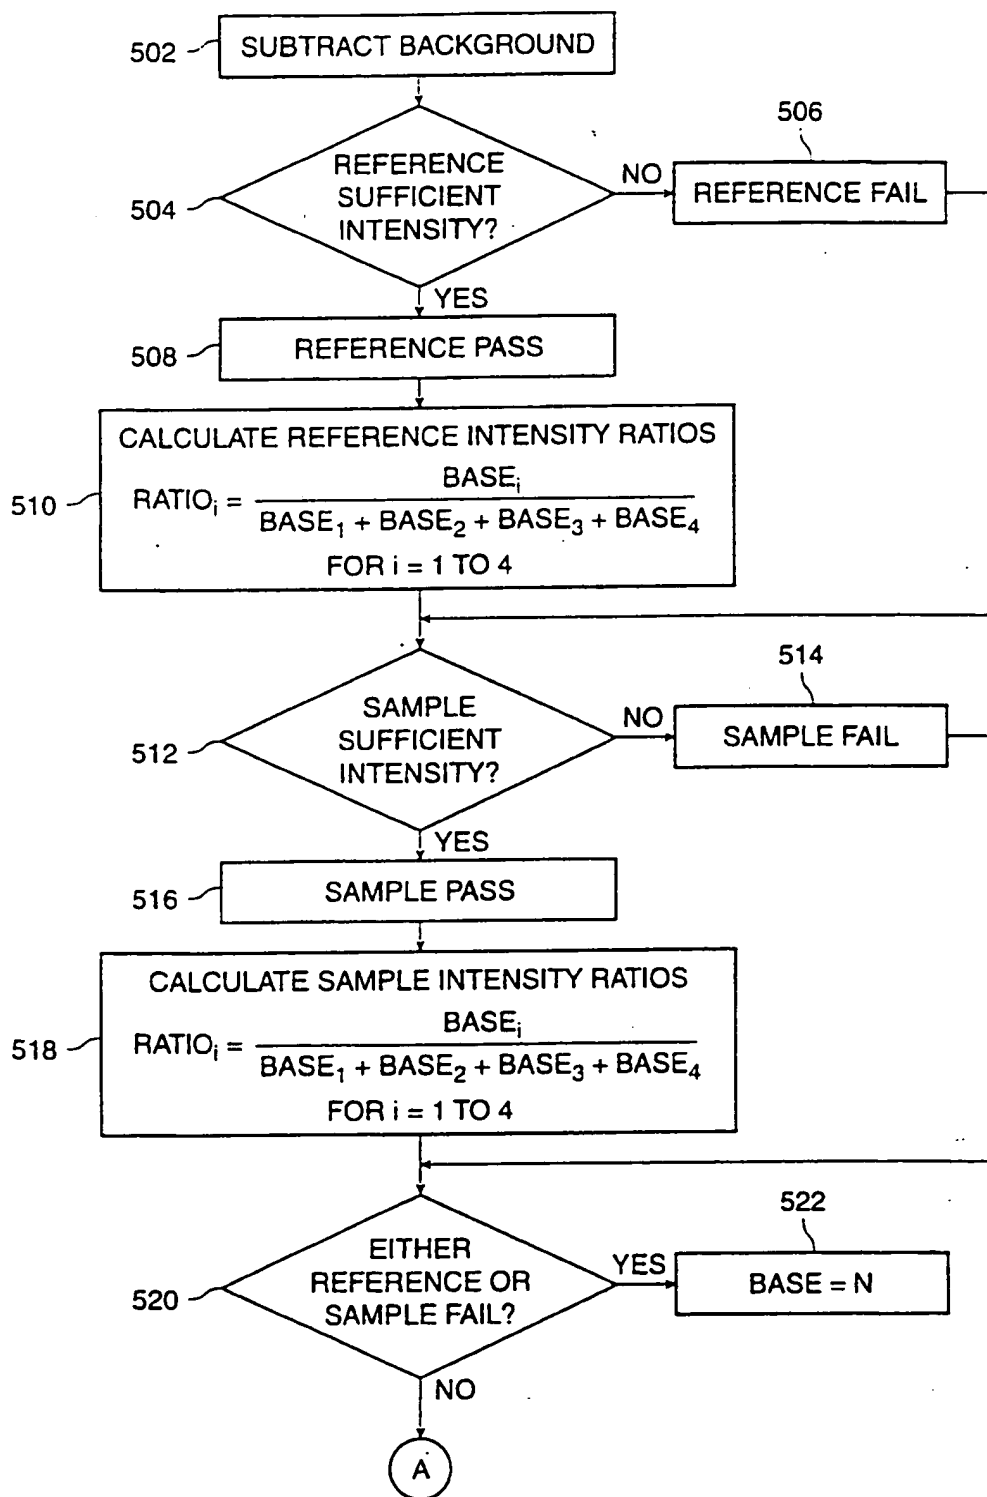 502
SUBTRACT BACKGROUND
506
504
REFERENCE
SUFFICIENT
INTENSITY?
NO
REFERENCE FAIL
YES
508
REFERENCE PASS
510
CALCULATE REFERENCE INTENSITY RATIOS
RATIOi = BASEi
BASE1 + BASE2 + BASE3 + BASE4
FOR i = 1 TO 4
514
512
SAMPLE
SUFFICIENT
INTENSITY?
NO
SAMPLE FAIL
YES
516
SAMPLE PASS
518
CALCULATE SAMPLE INTENSITY RATIOS
RATIOi = BASEi
BASE1 + BASE2 + BASE3 + BASE4
FOR i = 1 TO 4
522
520
EITHER
REFERENCE OR
SAMPLE FAIL?
YES
BASE = N
NO
A